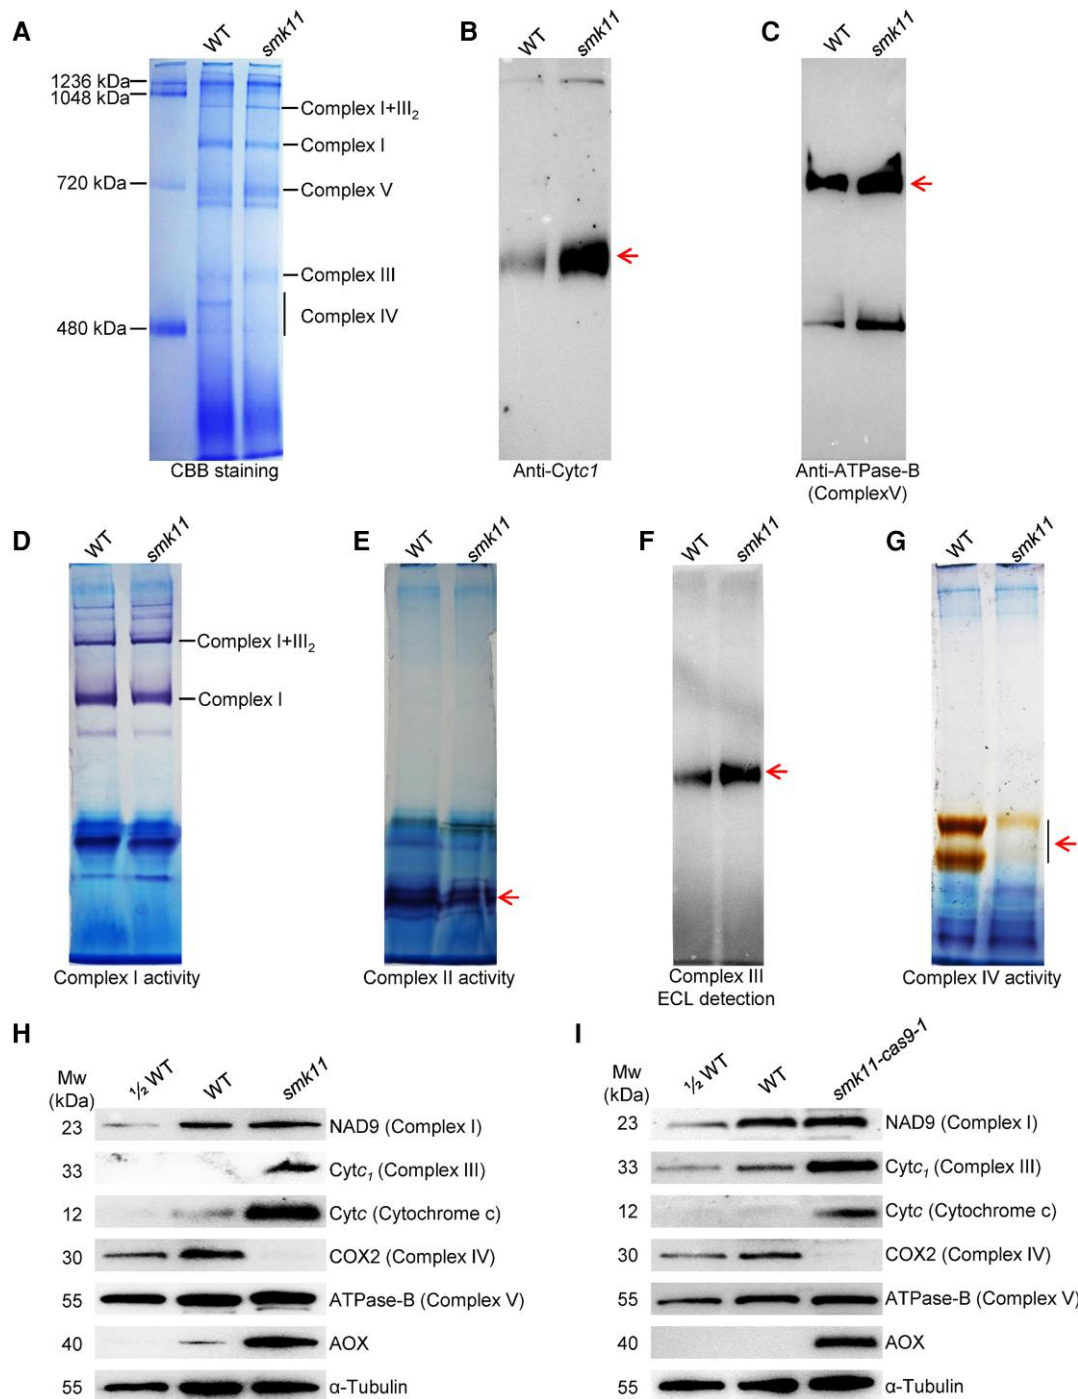 A
WT
smk11
1236 kDa
1048 kDa
720 kDa
480 kDa
Complex I+III₂
Complex I
Complex V
Complex III
Complex IV
CBB staining
B
WT
smk11
Anti-Cytc1
C
WT
smk11
Anti-ATPase-B
(ComplexV)
D
WT
smk11
Complex I+III₂
Complex I
Complex I activity
E
WT
smk11
Complex II activity
F
WT
smk11
Complex III
ECL detection
G
WT
smk11
Complex IV activity
H
Mw
(kDa)
½ WT
WT
smk11
23 NAD9 (Complex I)
33 Cytc₁ (Complex III)
12 Cytc (Cytochrome c)
30 COX2 (Complex IV)
55 ATPase-B (Complex V)
40 AOX
55 α-Tubulin
I
Mw
(kDa)
½ WT
WT
smk11-cas9-1
23 NAD9 (Complex I)
33 Cytc₁ (Complex III)
12 Cytc (Cytochrome c)
30 COX2 (Complex IV)
55 ATPase-B (Complex V)
40 AOX
55 α-Tubulin